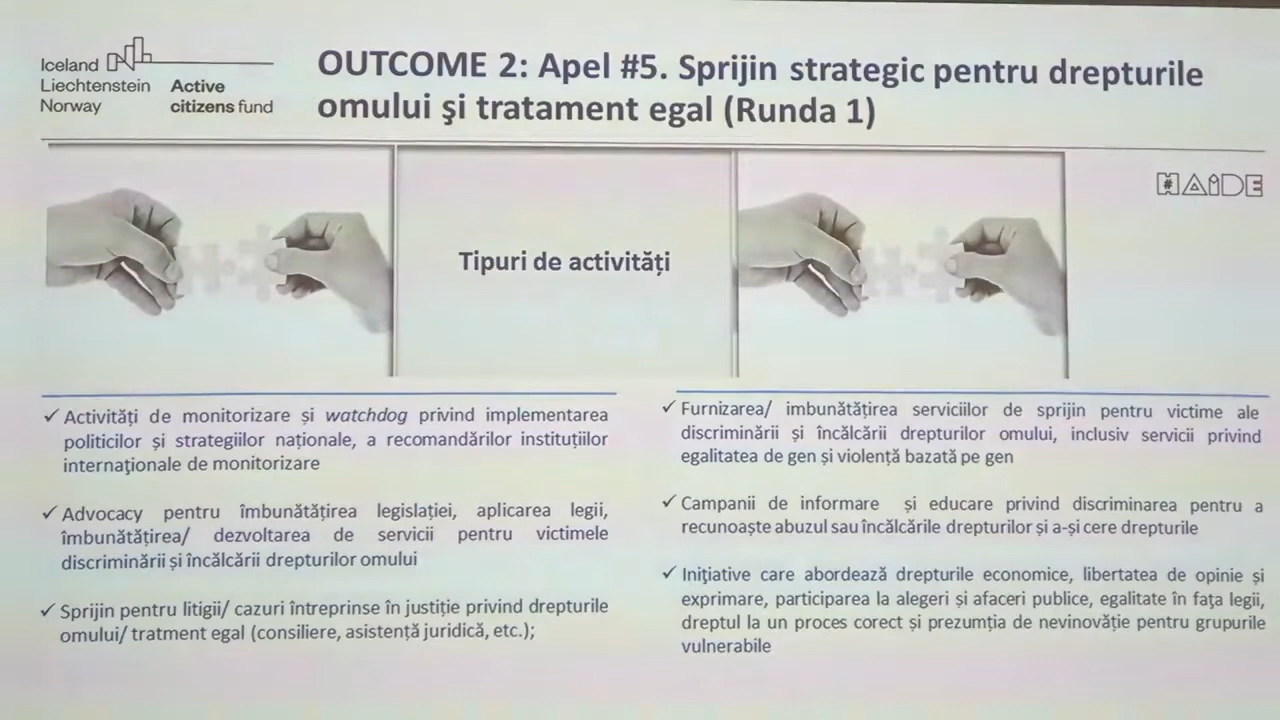 Iceland
Liechtenstein
Norway
Active
citizens fund
OUTCOME 2: Apel #5. Sprijin strategic pentru drepturile
omului şi tratament egal (Runda 1)
#HAiDE
Tipuri de activități
✓ Activități de monitorizare și watchdog privind implementarea
politicilor și strategiilor naționale, a recomandărilor instituțiilor
internaţionale de monitorizare
✓ Advocacy pentru îmbunătățirea legislației, aplicarea legii,
îmbunătățirea/ dezvoltarea de servicii pentru victimele
discriminării și încălcării drepturilor omului
✓ Sprijin pentru litigii/ cazuri întreprinse în justiție privind drepturile
omului/ tratment egal (consiliere, asistență juridică, etc.);
✓ Furnizarea/ imbunătățirea serviciilor de sprijin pentru victime ale
discriminării și încălcării drepturilor omului, inclusiv servicii privind
egalitatea de gen și violență bazată pe gen
✓ Campanii de informare și educare privind discriminarea pentru a
recunoaște abuzul sau încălcările drepturilor și a-și cere drepturile
✓ Iniţiative care abordează drepturile economice, libertatea de opinie și
exprimare, participarea la alegeri și afaceri publice, egalitate în faţa legii,
dreptul la un proces corect și prezumția de nevinovăție pentru grupurile
vulnerabile